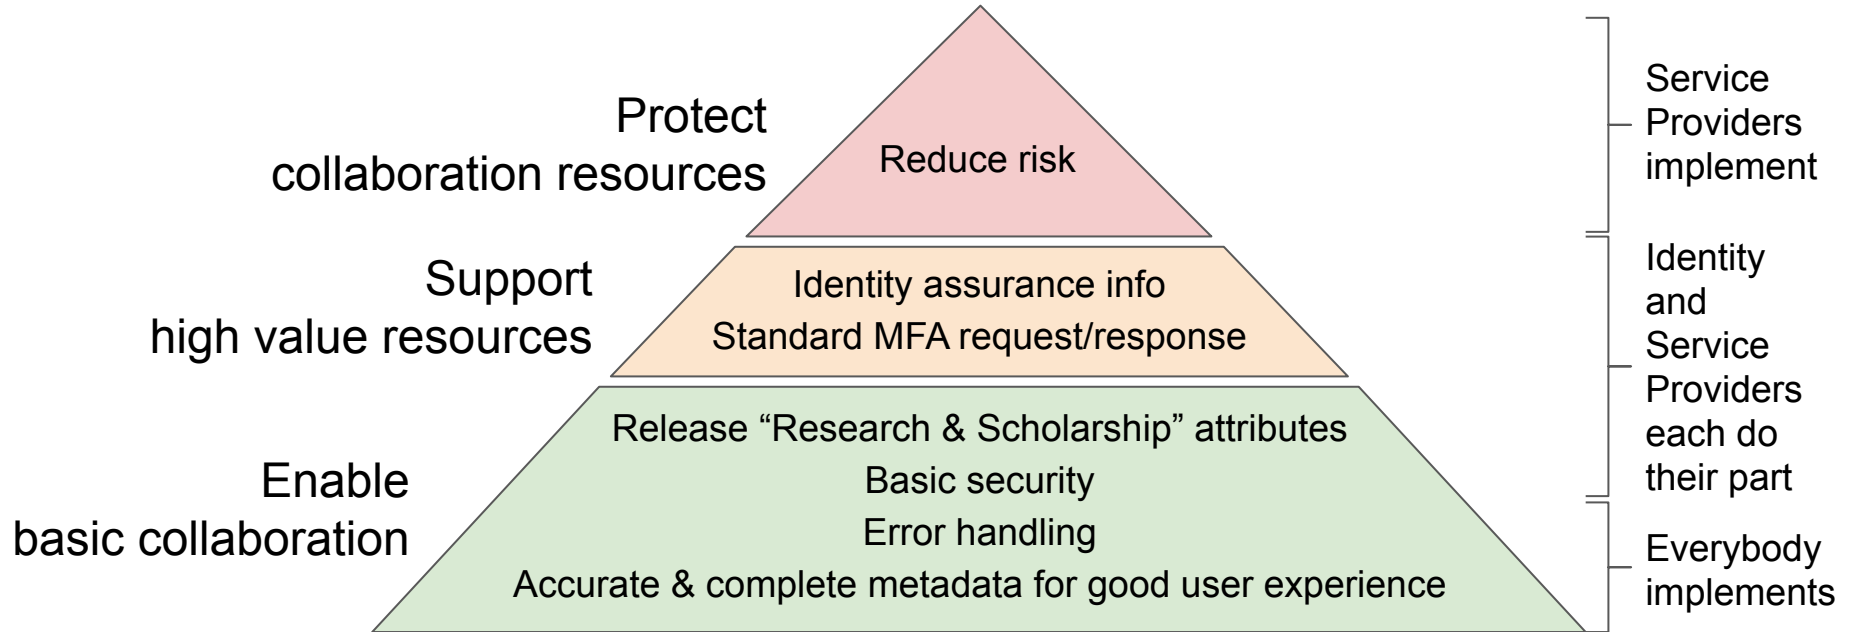 Protect
collaboration resources
Reduce risk
Service
Providers
implement
Support
high value resources
Identity assurance info
Standard MFA request/response
Identity
and
Service
Providers
each do
their part
Enable
basic collaboration
Release “Research & Scholarship” attributes
Basic security
Error handling
Accurate & complete metadata for good user experience
Everybody
implements